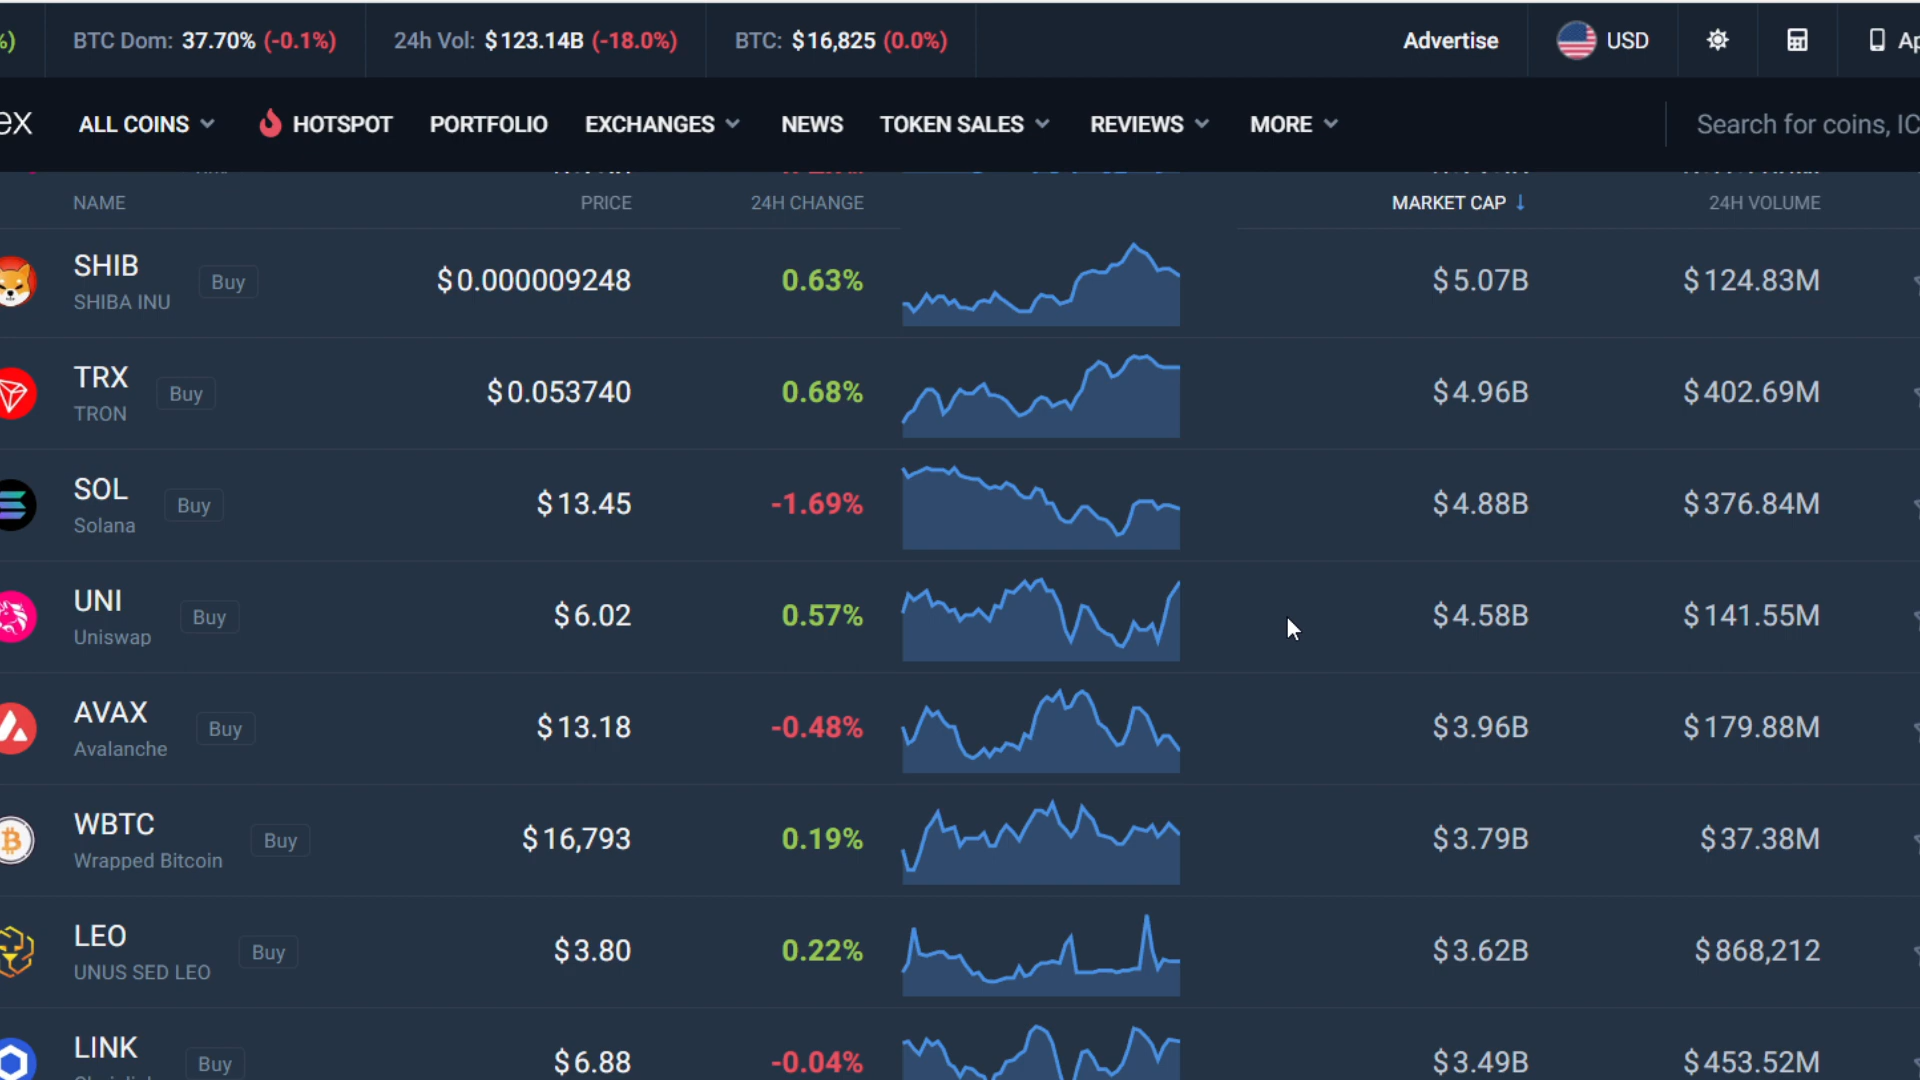 %)
BTC Dom: 37.70% (-0.1%)
24h Vol: $123.14B (-18.0%)
BTC: $16,825 (0.0%)
Advertise
USD
Ap
ex
ALL COINS
HOTSPOT
PORTFOLIO
EXCHANGES
NEWS
TOKEN SALES
REVIEWS
MORE
Search for coins, IC
NAME PRICE 24H CHANGE MARKET CAP ↓ 24H VOLUME
SHIB Buy $0.000009248 0.63% $5.07B $124.83M
SHIBA INU
TRX Buy $0.053740 0.68% $4.96B $402.69M
TRON
SOL Buy $13.45 -1.69% $4.88B $376.84M
Solana
UNI Buy $6.02 0.57% $4.58B $141.55M
Uniswap
AVAX Buy $13.18 -0.48% $3.96B $179.88M
Avalanche
WBTC Buy $16,793 0.19% $3.79B $37.38M
Wrapped Bitcoin
LEO Buy $3.80 0.22% $3.62B $868,212
UNUS SED LEO
LINK Buy $6.88 -0.04% $3.49B $453.52M